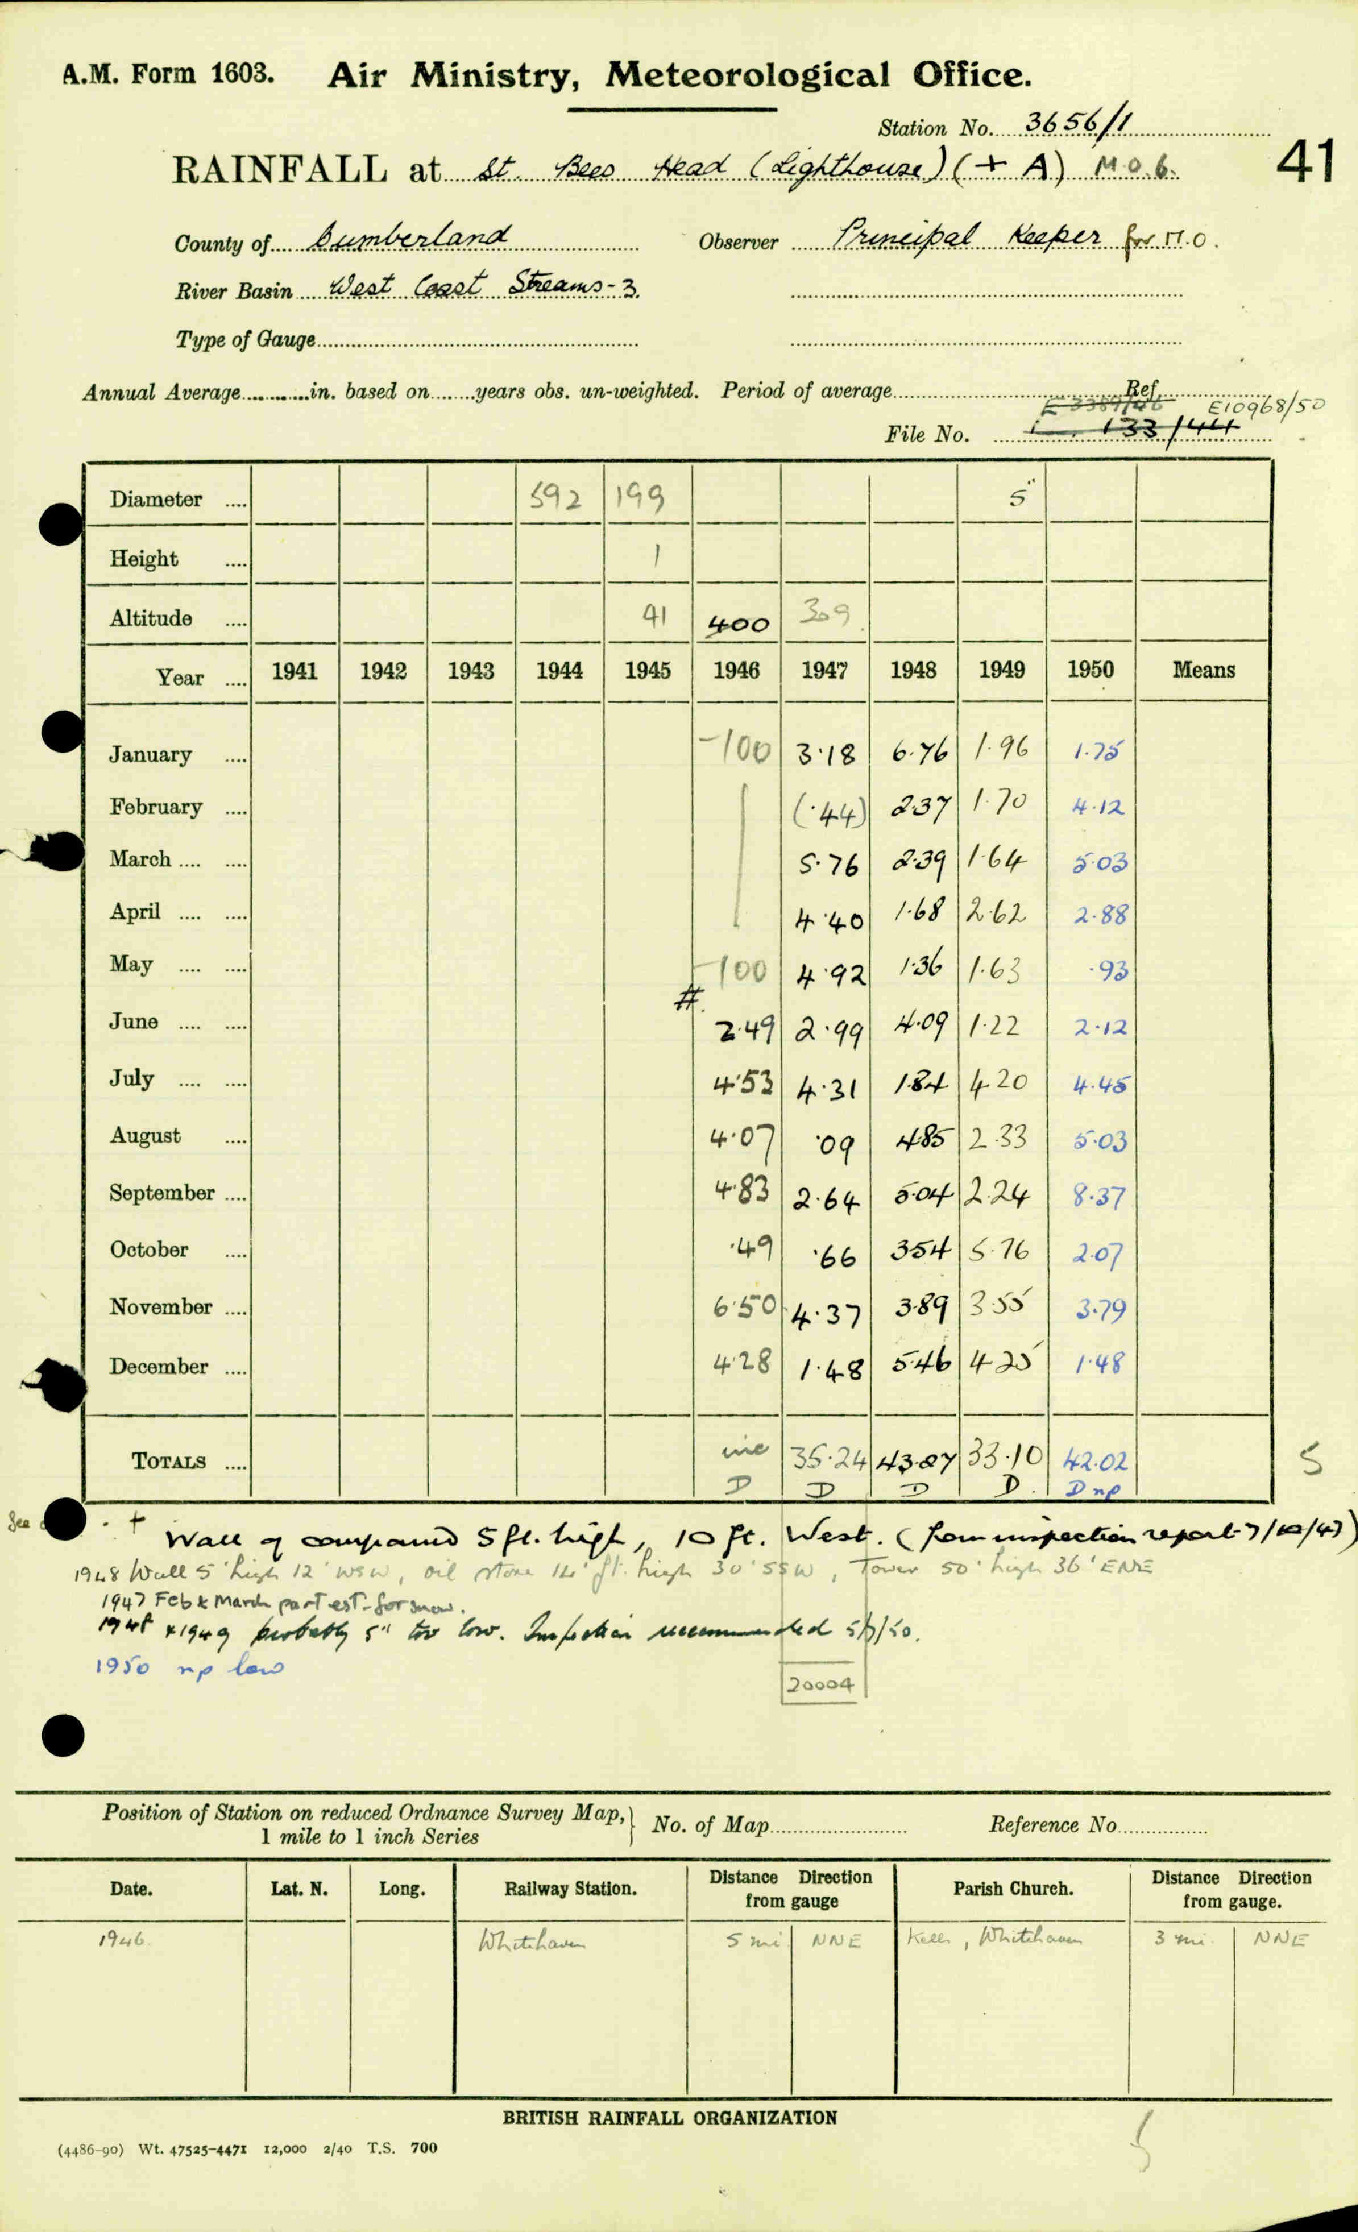 A.M. Form 1603. Air Ministry, Meteorological Office.
Station No. 3656/1
RAINFALL at St. Bees Head (Lighthouse) (+ A) M.O.6. 41
County of Cumberland Observer Principal Keeper for M.O.
River Basin West Coast Streams-3.
Type of Gauge
Annual Average in. based on years obs. un-weighted. Period of average Ref.
E 3389/46 E10968/50
File No. 133/44
Diameter 592 199 5"
Height 1
Altitude 41 400 309
Year 1941 1942 1943 1944 1945 1946 1947 1948 1949 1950 Means
January -100 3.18 6.76 1.96 1.75
February (.44) 2.37 1.70 4.12
March 5.76 2.39 1.64 5.03
April 4.40 1.68 2.62 2.88
May -100 4.92 1.36 1.63 .93
June # 2.49 2.99 4.09 1.22 2.12
July 4.53 4.31 1.84 4.20 4.45
August 4.07 .09 4.85 2.33 5.03
September 4.83 2.64 5.04 2.24 8.37
October .49 .66 3.54 5.76 2.07
November 6.50 4.37 3.89 3.55 3.79
December 4.28 1.48 5.46 4.25 1.48
TOTALS inc 35.24 43.27 33.10 42.02 5
D D D D D np
See + Wall of compound 5 ft. high, 10 ft. West. (from inspection report 7/10/47)
1948 Wall 5' high 12' WSW, oil store 14' ft. high 30' SSW, Tower 50' high 36' ENE
1947 Feb & March part est. for snow.
1948 & 1949 probably 5" too low. Inspection recommended 5/9/50.
1950 np low
20004
Position of Station on reduced Ordnance Survey Map, 1 mile to 1 inch Series No. of Map Reference No.
Date. Lat. N. Long. Railway Station. Distance Direction from gauge Parish Church. Distance Direction from gauge.
1946. Whitehaven 5 mi NNE Kells, Whitehaven 3 mi. NNE
BRITISH RAINFALL ORGANIZATION
(4486-90) Wt. 47525-4471 12,000 2/40 T.S. 700
5